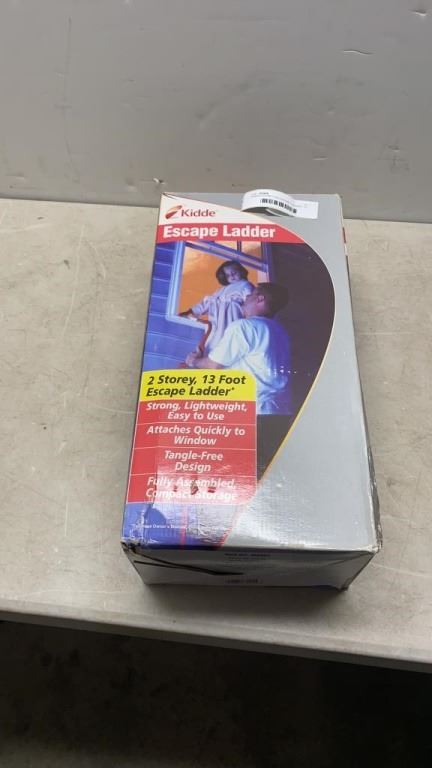 Kidde
Escape Ladder
2 Storey, 13 Foot
Escape Ladder*
Strong, Lightweight,
Easy to Use
Attaches Quickly to
Window
Tangle-Free
Design
Fully Assembled,
Compact Storage